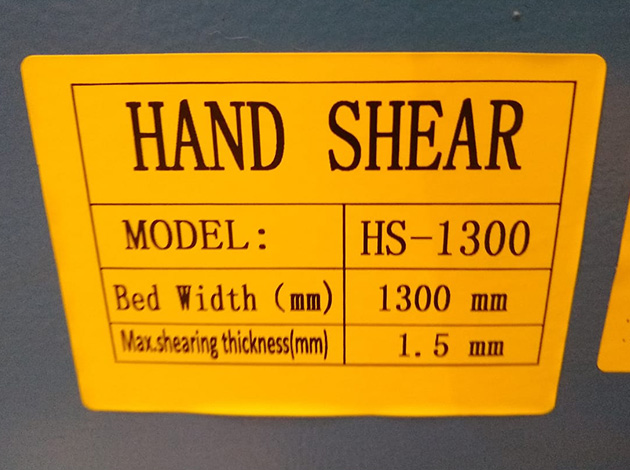 HAND SHEAR
MODEL: HS-1300
Bed Width (mm) 1300 mm
Max.shearing thickness(mm) 1.5 mm